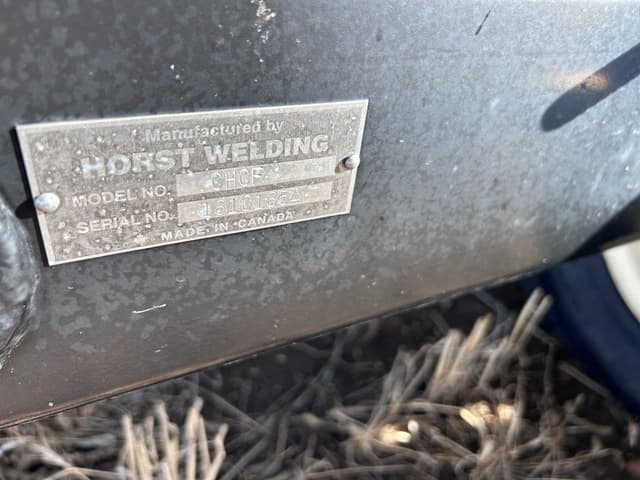 Manufactured by
HORST WELDING
MODEL NO. CHCF
SERIAL NO.
MADE IN CANADA